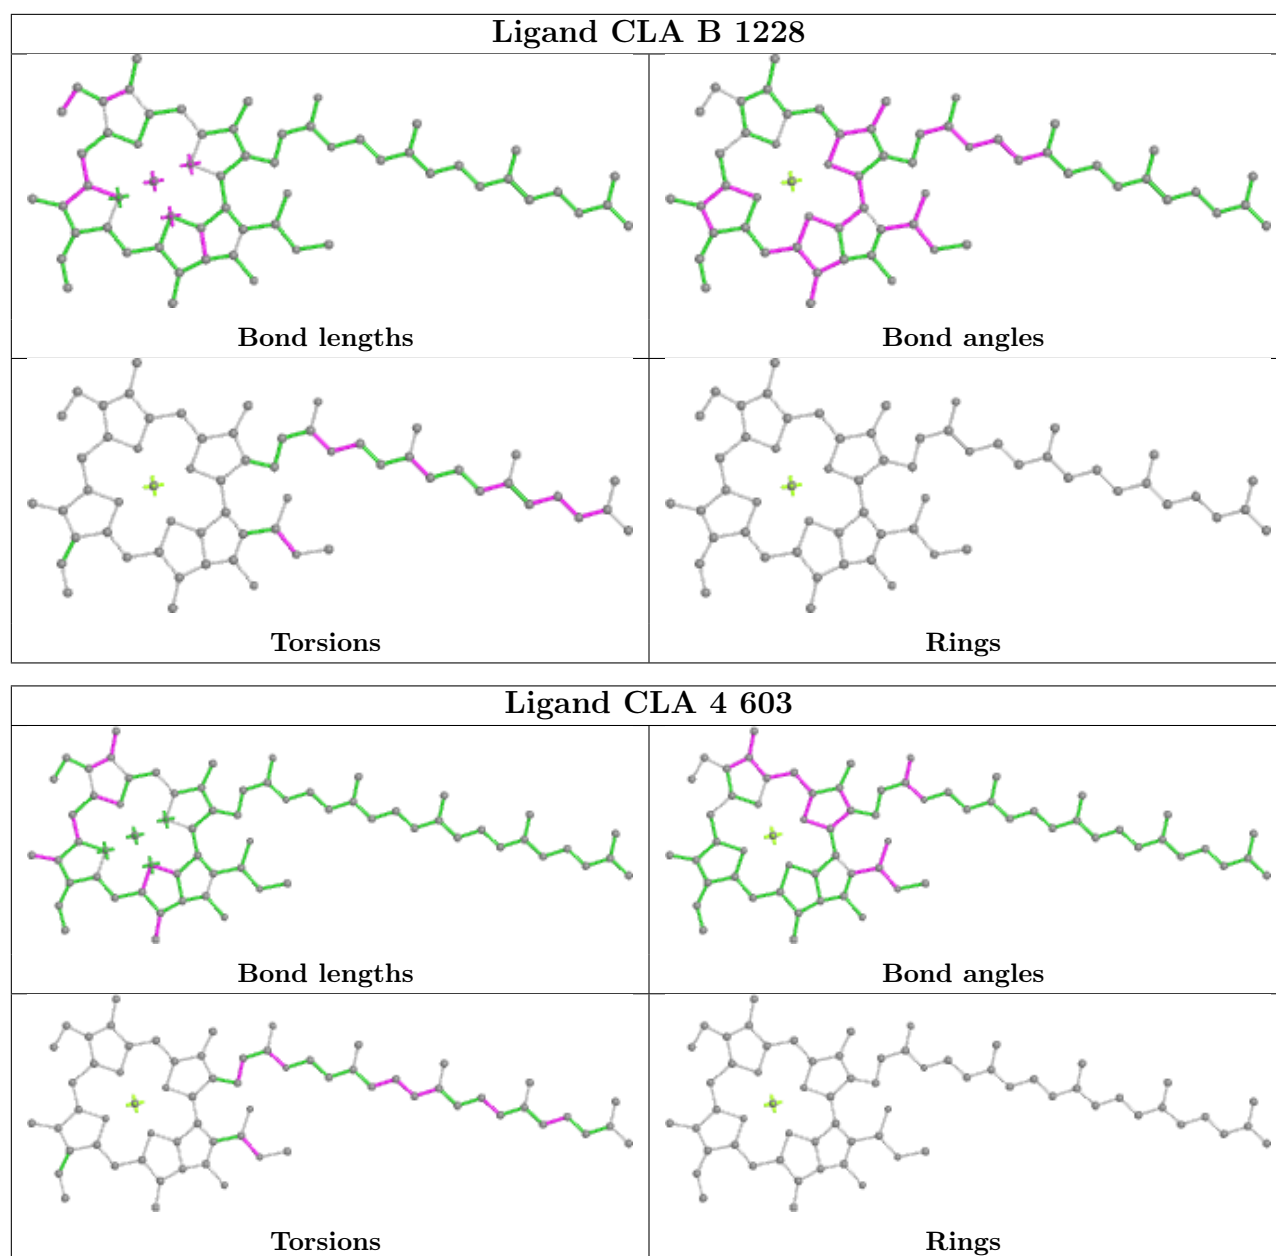 Ligand CLA B 1228
Bond lengths
Bond angles
Torsions
Rings
Ligand CLA 4 603
Bond lengths
Bond angles
Torsions
Rings